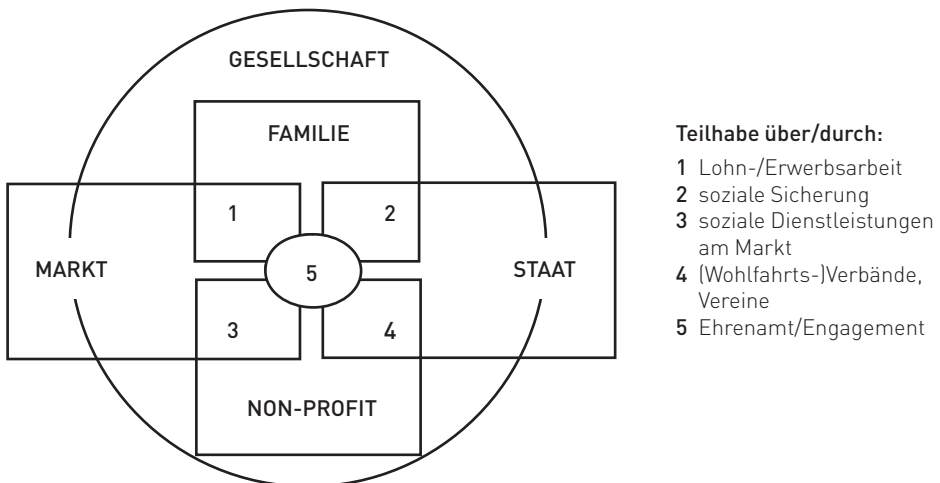 GESELLSCHAFT
FAMILIE
1
2
MARKT
5
STAAT
3
4
NON-PROFIT
Teilhabe über/durch:
1 Lohn-/Erwerbsarbeit
2 soziale Sicherung
3 soziale Dienstleistungen
am Markt
4 (Wohlfahrts-)Verbände,
Vereine
5 Ehrenamt/Engagement